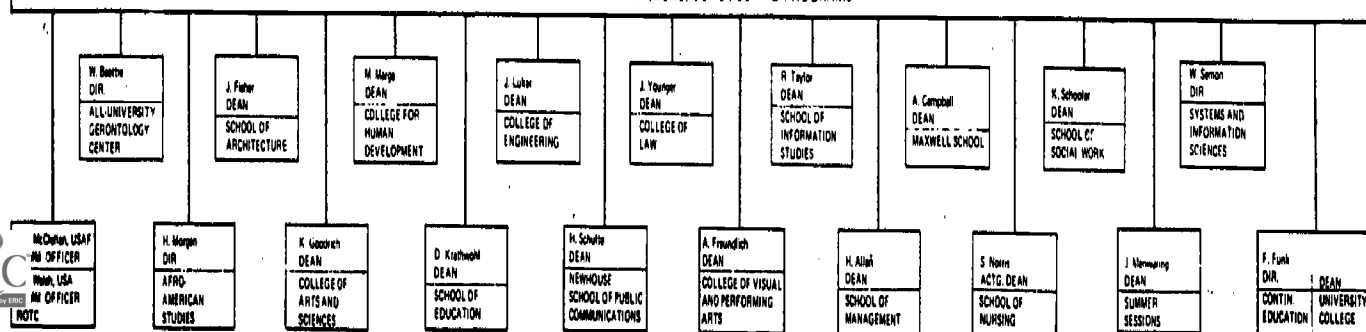 PROGRAMS
W. Beattie
DIR.
ALL-UNIVERSITY
GERONTOLOGY
CENTER
J. Fisher
DEAN
SCHOOL OF
ARCHITECTURE
M. Marge
DEAN
COLLEGE FOR
HUMAN
DEVELOPMENT
J. Luker
DEAN
COLLEGE OF
ENGINEERING
J. Younger
DEAN
COLLEGE OF
LAW
R. Taylor
DEAN
SCHOOL OF
INFORMATION
STUDIES
A. Campbell
DEAN
MAXWELL SCHOOL
K. Schooler
DEAN
SCHOOL OF
SOCIAL WORK
W. Semon
DIR
SYSTEMS AND
INFORMATION
SCIENCES
USAF
OFFICER
USA
OFFICER
ROTC
H. Morgan
DIR
AFRO-
AMERICAN
STUDIES
K. Goodrich
DEAN
COLLEGE OF
ARTS AND
SCIENCES
D. Krathwohl
DEAN
SCHOOL OF
EDUCATION
H. Schulte
DEAN
NEWHOUSE
SCHOOL OF PUBLIC
COMMUNICATIONS
A. Freundlich
DEAN
COLLEGE OF VISUAL
AND PERFORMING
ARTS
H. Allen
DEAN
SCHOOL OF
MANAGEMENT
S. Norris
ACTG. DEAN
SCHOOL OF
NURSING
J. Manwaring
DEAN
SUMMER
SESSIONS
F. Funk
DIR.
CONTIN.
EDUCATION
DEAN
UNIVERSITY
COLLEGE
by ERIC